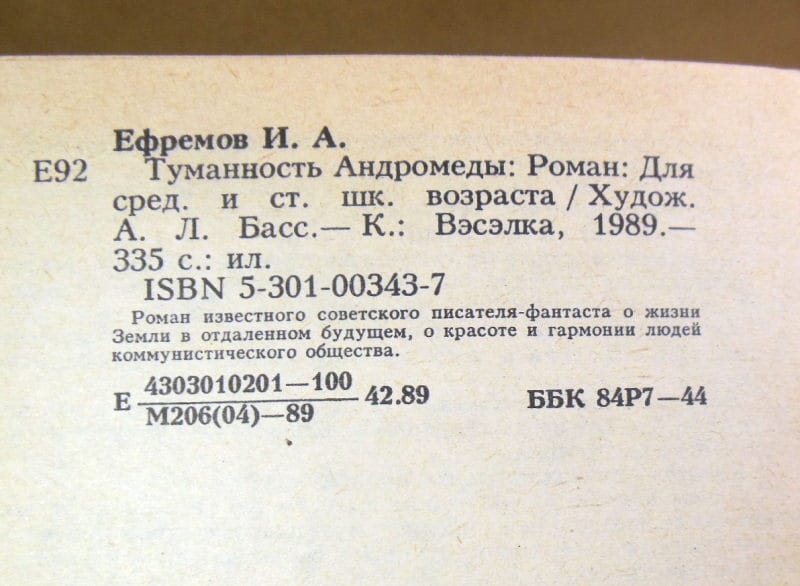 Ефремов И. А.
Е92 Туманность Андромеды: Роман: Для
сред. и ст. шк. возраста / Худож.
А. Л. Басс.— К.: Вэсэлка, 1989.—
335 с.: ил.
ISBN 5-301-00343-7
Роман известного советского писателя-фантаста о жизни
Земли в отдаленном будущем, о красоте и гармонии людей
коммунистического общества.
4303010201—100
Е 42.89 ББК 84Р7—44
М206(04)—89